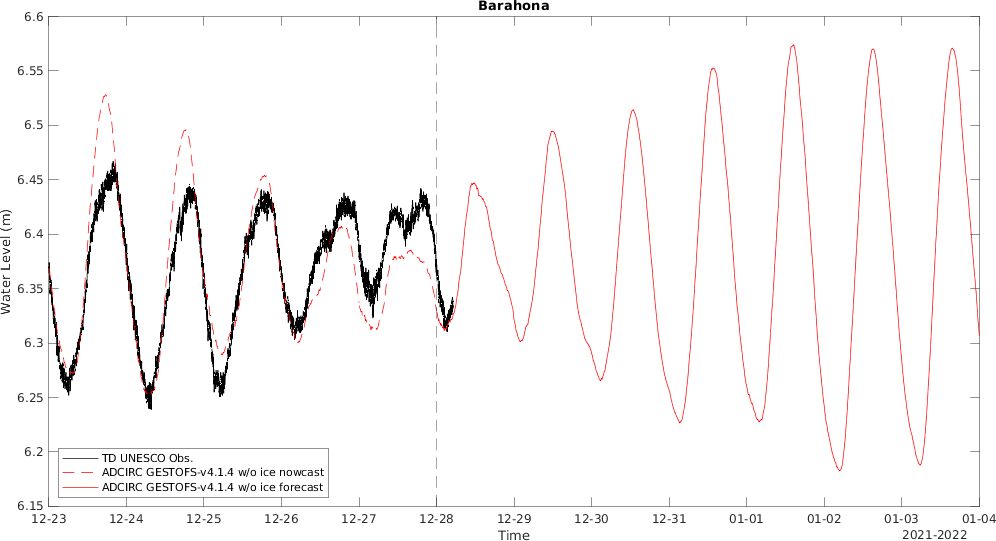 Barahona
Water Level (m)
6.6
6.55
6.5
6.45
6.4
6.35
6.3
6.25
6.2
6.15
TD UNESCO Obs.
ADCIRC GESTOFS-v4.1.4 w/o ice nowcast
ADCIRC GESTOFS-v4.1.4 w/o ice forecast
12-23 12-24 12-25 12-26 12-27 12-28 12-29 12-30 12-31 01-01 01-02 01-03 01-04
Time
2021-2022